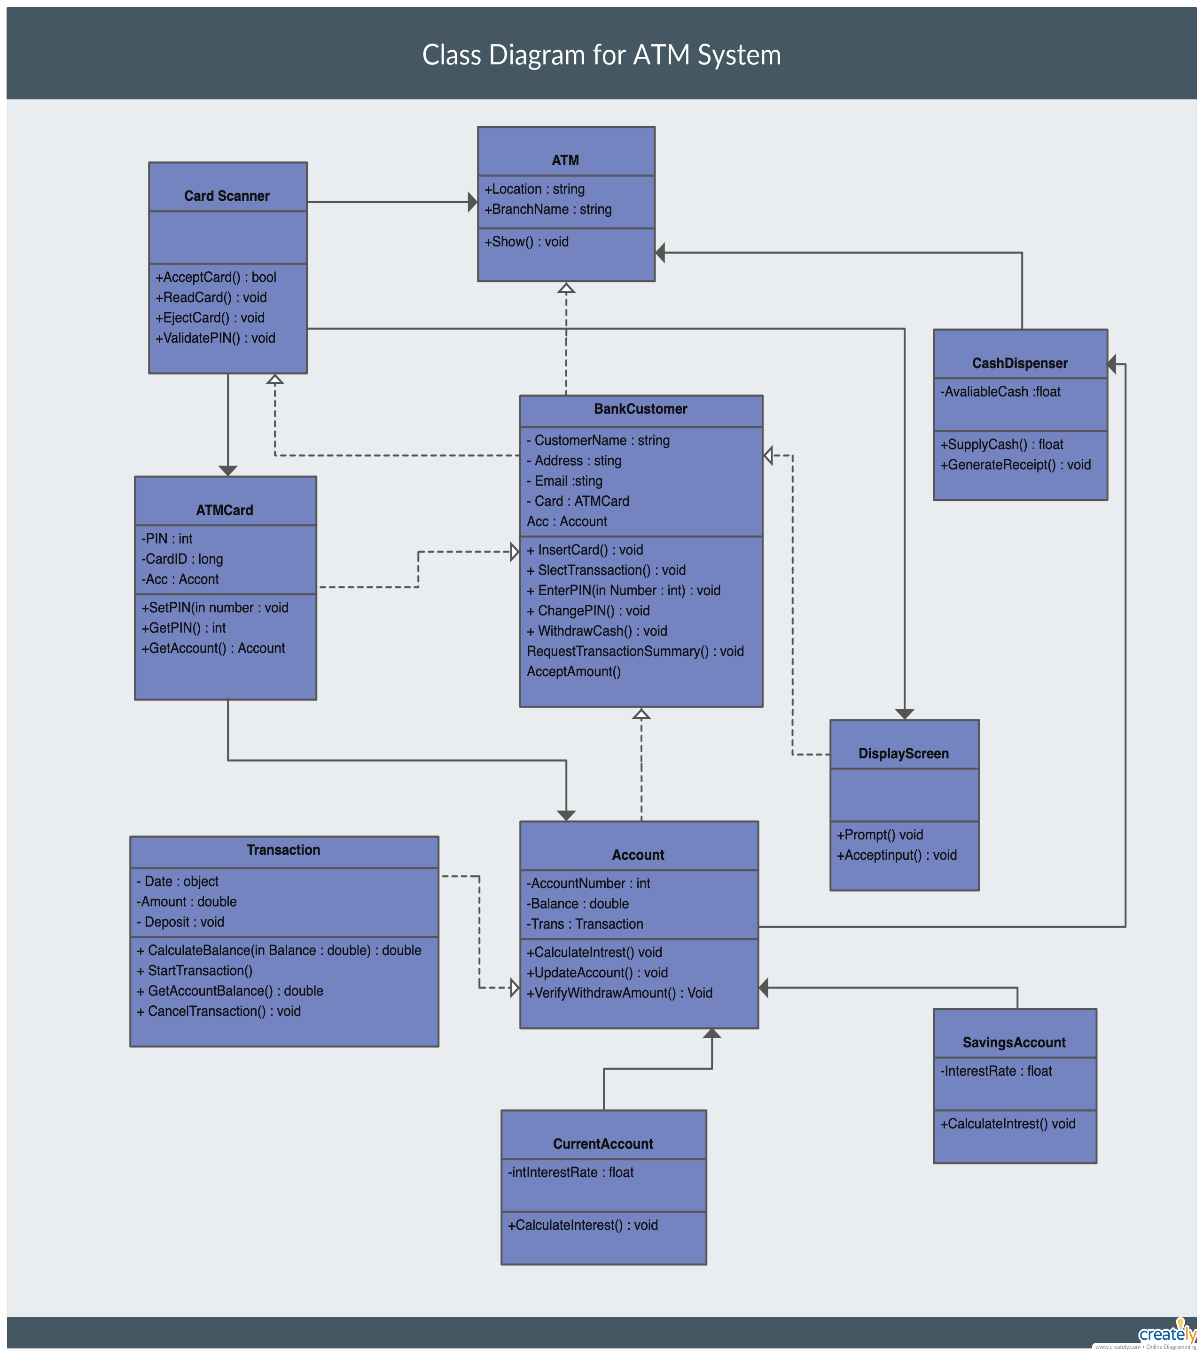 Class Diagram for ATM System
ATM
+Location : string
+BranchName : string
+Show() : void
Card Scanner
+AcceptCard() : bool
+ReadCard() : void
+EjectCard() : void
+ValidatePIN() : void
CashDispenser
-AvaliableCash :float
+SupplyCash() : float
+GenerateReceipt() : void
BankCustomer
- CustomerName : string
- Address : sting
- Email :sting
- Card : ATMCard
Acc : Account
+ InsertCard() : void
+ SlectTranssaction() : void
+ EnterPIN(in Number : int) : void
+ ChangePIN() : void
+ WithdrawCash() : void
RequestTransactionSummary() : void
AcceptAmount()
ATMCard
-PIN : int
-CardID : long
-Acc : Accont
+SetPIN(in number : void
+GetPIN() : int
+GetAccount() : Account
DisplayScreen
+Prompt() void
+Acceptinput() : void
Transaction
- Date : object
-Amount : double
- Deposit : void
+ CalculateBalance(in Balance : double) : double
+ StartTransaction()
+ GetAccountBalance() : double
+ CancelTransaction() : void
Account
-AccountNumber : int
-Balance : double
-Trans : Transaction
+CalculateIntrest() void
+UpdateAccount() : void
+VerifyWithdrawAmount() : Void
SavingsAccount
-InterestRate : float
+CalculateIntrest() void
CurrentAccount
-intInterestRate : float
+CalculateInterest() : void
creately
www.creately.com • Online Diagramming